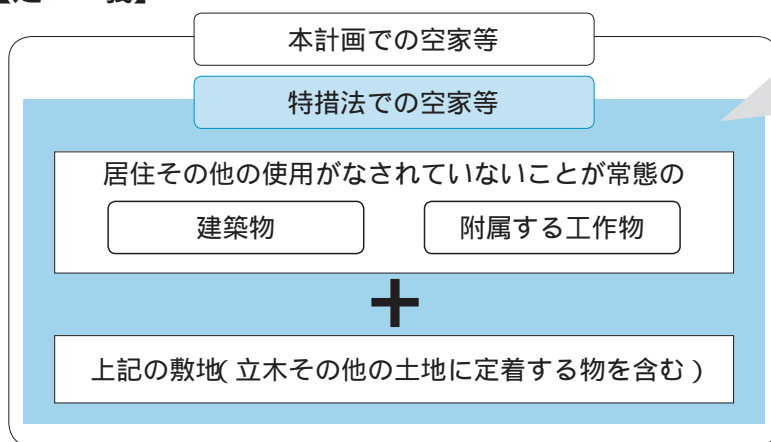 本計画での空家等
特措法での空家等
居住その他の使用がなされていないことが常態の
建築物 附属する工作物
+
上記の敷地(立木その他の土地に定着する物を含む)